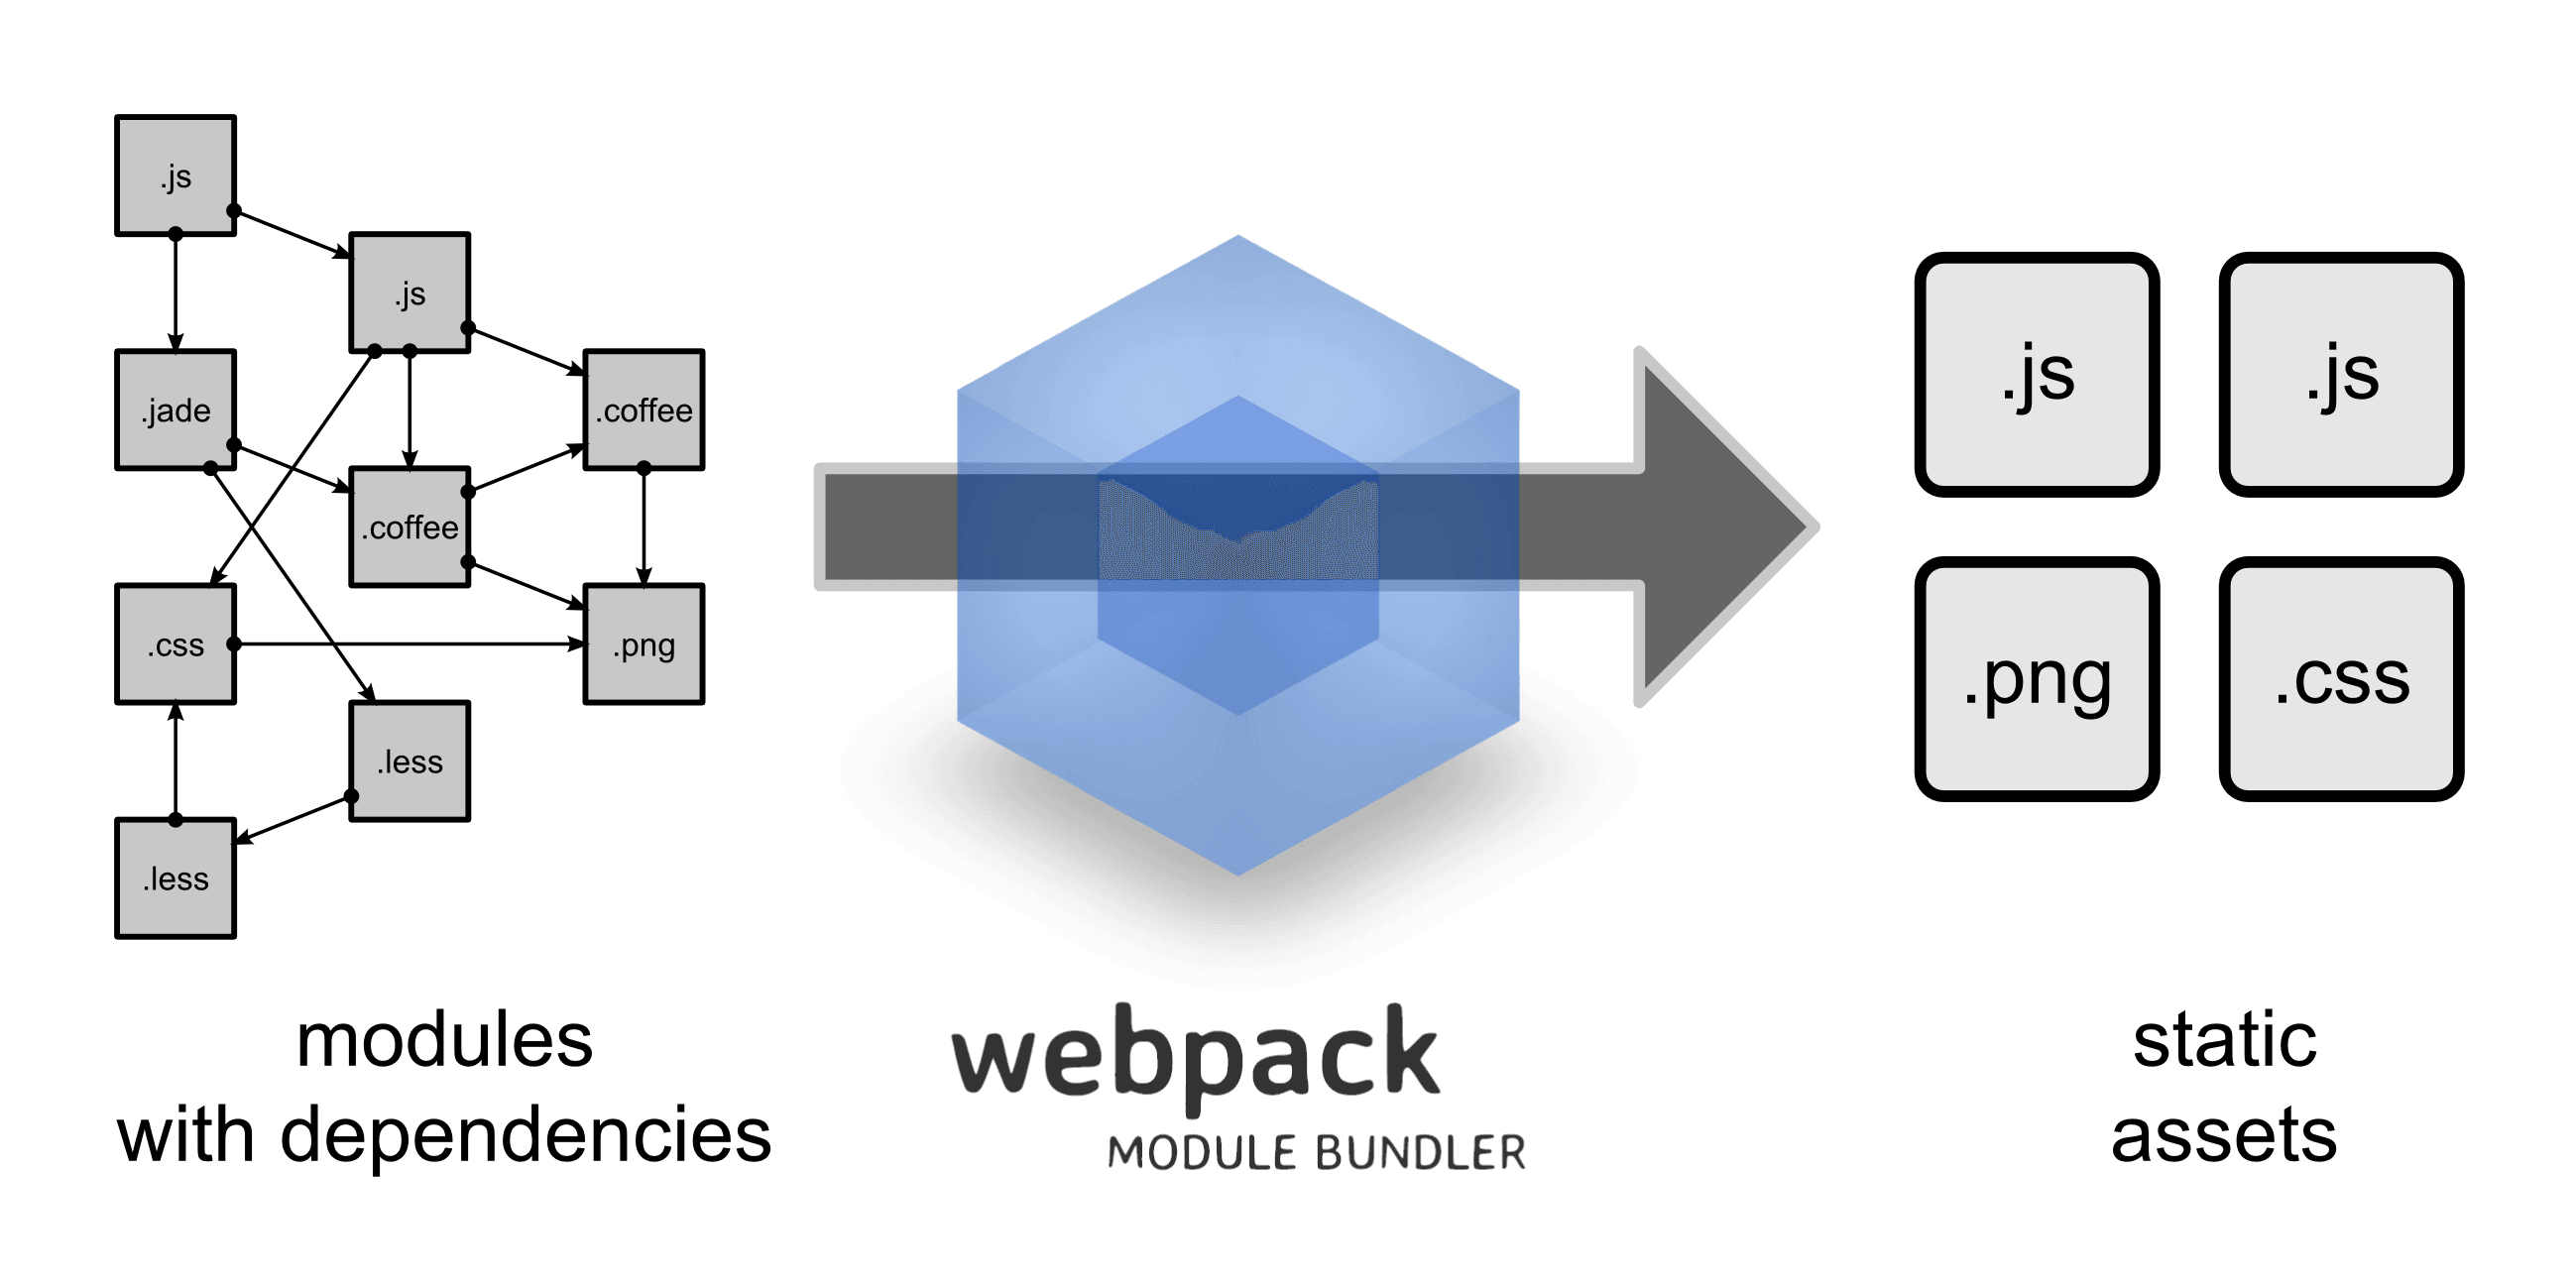 .js
.js
.jade
.coffee
.coffee
.css
.png
.less
.less
modules
with dependencies
webpack
MODULE BUNDLER
.js
.js
.png
.css
static
assets